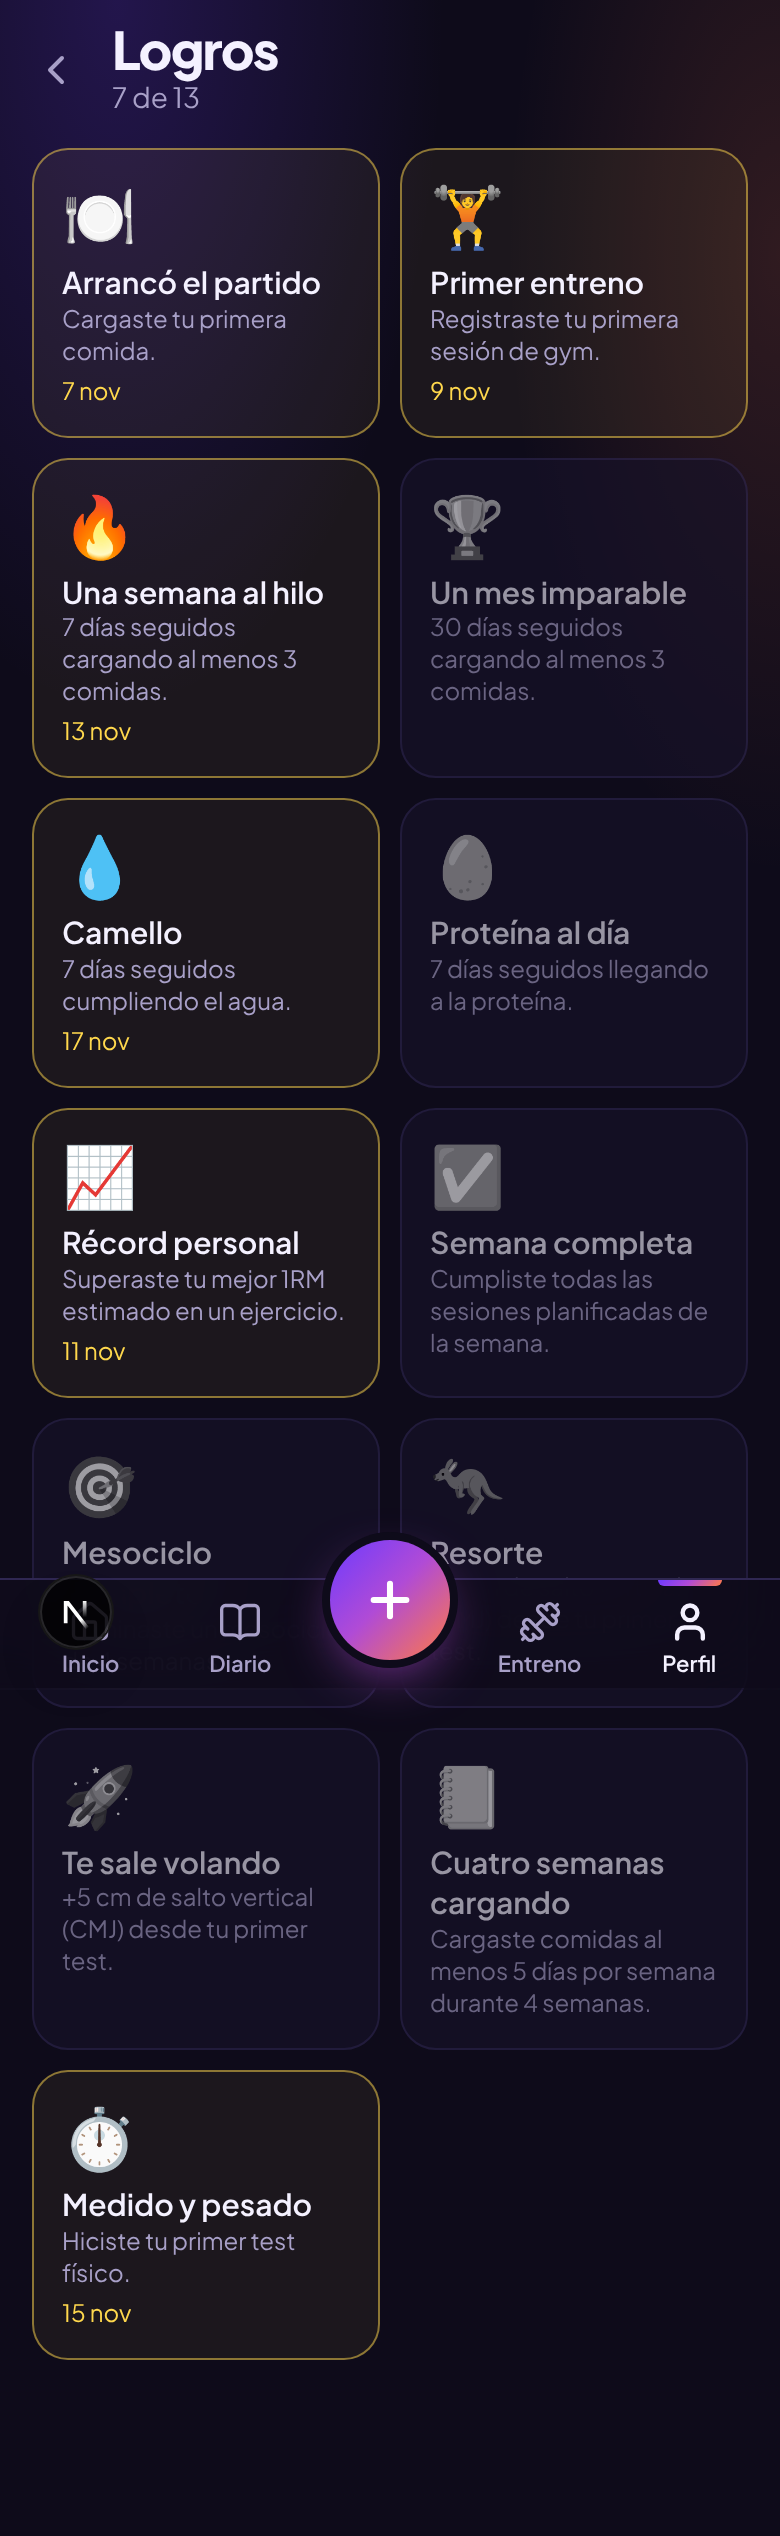 Logros
7 de 13
Arrancó el partido
Cargaste tu primera
comida.
7 nov
Primer entreno
Registraste tu primera
sesión de gym.
9 nov
Una semana al hilo
7 días seguidos
cargando al menos 3
comidas.
13 nov
Un mes imparable
30 días seguidos
cargando al menos 3
comidas.
Camello
7 días seguidos
cumpliendo el agua.
17 nov
Proteína al día
7 días seguidos llegando
a la proteína.
Récord personal
Superaste tu mejor 1RM
estimado en un ejercicio.
11 nov
Semana completa
Cumpliste todas las
sesiones planificadas de
la semana.
Mesociclo
Resorte
N
Inicio
Diario
Entreno
Perfil
Te sale volando
+5 cm de salto vertical
(CMJ) desde tu primer
test.
Cuatro semanas
cargando
Cargaste comidas al
menos 5 días por semana
durante 4 semanas.
Medido y pesado
Hiciste tu primer test
físico.
15 nov